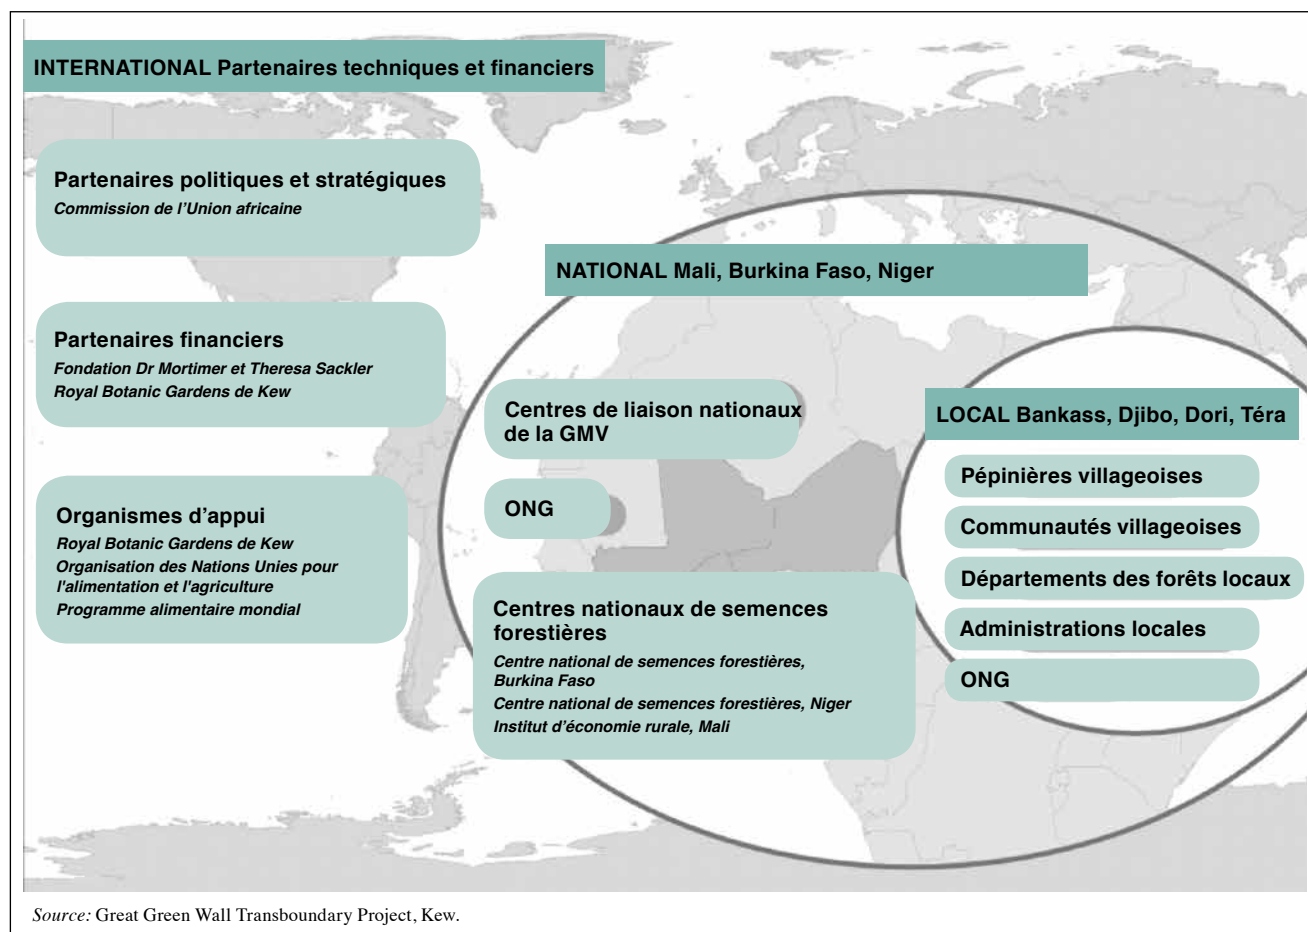 INTERNATIONAL Partenaires techniques et financiers
Partenaires politiques et stratégiques
Commission de l’Union africaine
Partenaires financiers
Fondation Dr Mortimer et Theresa Sackler
Royal Botanic Gardens de Kew
Organismes d’appui
Royal Botanic Gardens de Kew
Organisation des Nations Unies pour
l'alimentation et l'agriculture
Programme alimentaire mondial
NATIONAL Mali, Burkina Faso, Niger
Centres de liaison nationaux
de la GMV
ONG
Centres nationaux de semences
forestières
Centre national de semences forestières,
Burkina Faso
Centre national de semences forestières, Niger
Institut d’économie rurale, Mali
LOCAL Bankass, Djibo, Dori, Téra
Pépinières villageoises
Communautés villageoises
Départements des forêts locaux
Administrations locales
ONG
Source: Great Green Wall Transboundary Project, Kew.